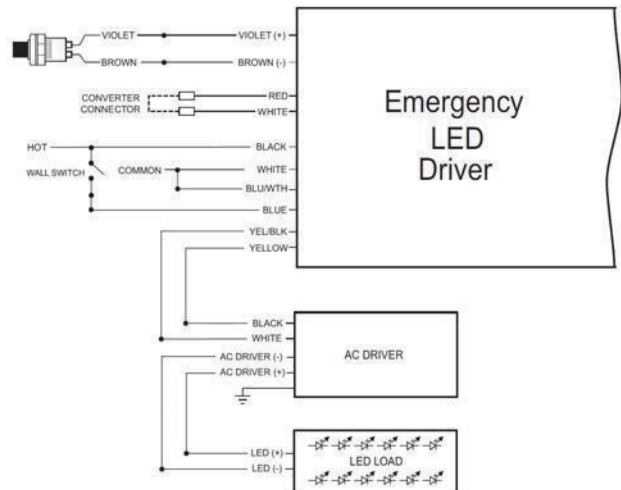 VIOLET VIOLET (+)
BROWN BROWN (-)
CONVERTER
CONNECTOR
RED
WHITE
Emergency
LED
Driver
HOT BLACK
WALL SWITCH COMMON WHITE
BLU/WTH
BLUE
YEL/BLK
YELLOW
BLACK
WHITE
AC DRIVER (-)
AC DRIVER (+)
AC DRIVER
LED (+)
LED (-)
LED LOAD